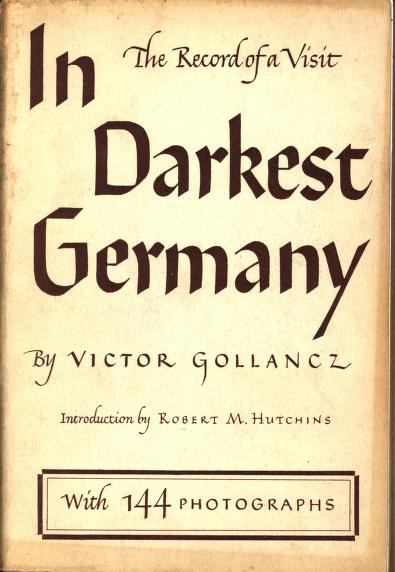 The Record of a Visit
In
Darkest
Germany
By VICTOR GOLLANCZ
Introduction by ROBERT M. HUTCHINS
With 144 PHOTOGRAPHS